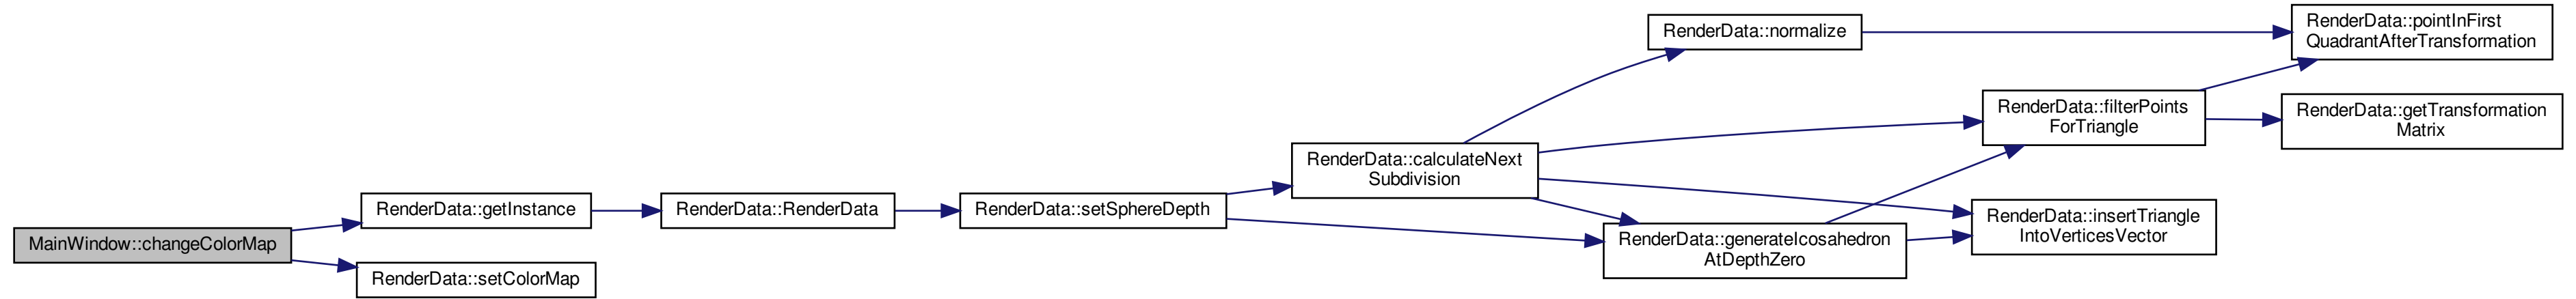 MainWindow::changeColorMap
RenderData::getInstance
RenderData::setColorMap
RenderData::RenderData
RenderData::setSphereDepth
RenderData::calculateNext
Subdivision
RenderData::generateIcosahedron
AtDepthZero
RenderData::normalize
RenderData::filterPoints
ForTriangle
RenderData::insertTriangle
IntoVerticesVector
RenderData::pointInFirst
QuadrantAfterTransformation
RenderData::getTransformation
Matrix